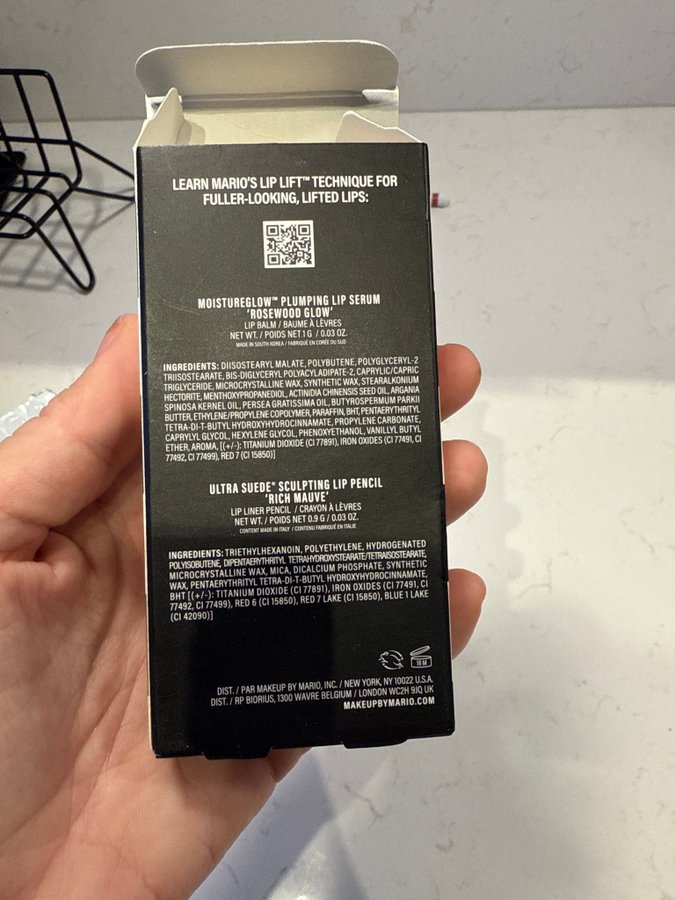 LEARN MARIO'S LIP LIFT™ TECHNIQUE FOR
FULLER-LOOKING, LIFTED LIPS:
MOISTUREGLOW™ PLUMPING LIP SERUM
'ROSEWOOD GLOW'
LIP BALM / BAUME À LÈVRES
NET WT. / POIDS NET 1 G / 0.03 OZ.
MADE IN SOUTH KOREA / FABRIQUÉ EN CORÉE DU SUD
INGREDIENTS: DIISOSTEARYL MALATE, POLYBUTENE, POLYGLYCERYL-2
TRIISOSTEARATE, BIS-DIGLYCERYL POLYACYLADIPATE-2, CAPRYLIC/CAPRIC
TRIGLYCERIDE, MICROCRYSTALLINE WAX, SYNTHETIC WAX, STEARALKONIUM
HECTORITE, MENTHOXYPROPANEDIOL, ACTINIDIA CHINENSIS SEED OIL, ARGANIA
SPINOSA KERNEL OIL, PERSEA GRATISSIMA OIL, BUTYROSPERMUM PARKII
BUTTER, ETHYLENE/PROPYLENE COPOLYMER, PARAFFIN, BHT, PENTAERYTHRITYL
TETRA-DI-T-BUTYL HYDROXYHYDROCINNAMATE, PROPYLENE CARBONATE,
CAPRYLYL GLYCOL, HEXYLENE GLYCOL, PHENOXYETHANOL, VANILLYL BUTYL
ETHER, AROMA, [(+/-): TITANIUM DIOXIDE (CI 77891), IRON OXIDES (CI 77491, CI
77492, CI 77499), RED 7 (CI 15850)]
ULTRA SUEDE® SCULPTING LIP PENCIL
'RICH MAUVE'
LIP LINER PENCIL / CRAYON À LÈVRES
NET WT. / POIDS NET 0.9 G / 0.03 OZ.
CONTENT MADE IN ITALY / CONTENU FABRIQUÉ EN ITALIE
INGREDIENTS: TRIETHYLHEXANOIN, POLYETHYLENE, HYDROGENATED
POLYISOBUTENE, DIPENTAERYTHRITYL TETRAHYDROXYSTEARATE/TETRAISOSTEARATE,
MICROCRYSTALLINE WAX, MICA, DICALCIUM PHOSPHATE, SYNTHETIC
WAX, PENTAERYTHRITYL TETRA-DI-T-BUTYL HYDROXYHYDROCINNAMATE,
BHT [(+/-): TITANIUM DIOXIDE (CI 77891), IRON OXIDES (CI 77491, CI
77492, CI 77499), RED 6 (CI 15850), RED 7 LAKE (CI 15850), BLUE 1 LAKE
(CI 42090)]
18 M
DIST. / PAR MAKEUP BY MARIO, INC. / NEW YORK, NY 10022 U.S.A.
DIST. / RP BIORIUS, 1300 WAVRE BELGIUM / LONDON WC2H 9JQ UK
MAKEUPBYMARIO.COM